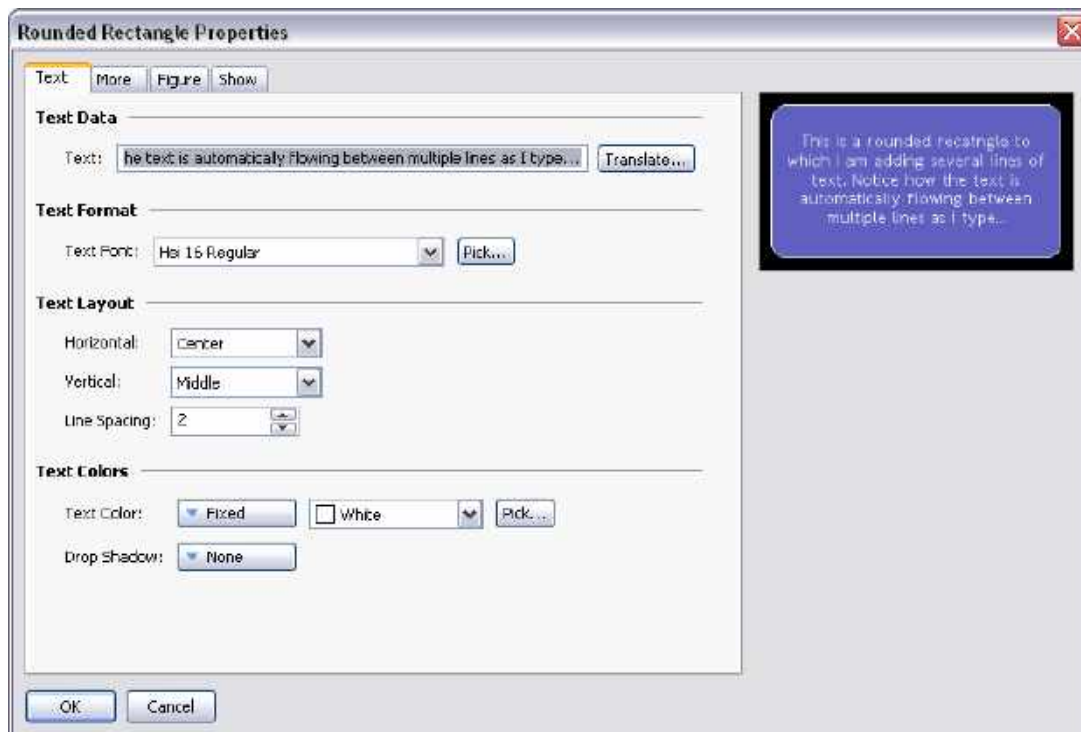 Rounded Rectangle Properties
Text More Figure Show
Text Data
Text: he text is automatically flowing between multiple lines as I type... Translate...
Text Format
Text Font: Hei 16 Regular Pick...
Text Layout
Horizontal: Center
Vertical: Middle
Line Spacing: 2
Text Colors
Text Color: Fixed White Pick...
Drop Shadow: None
OK Cancel
This is a rounded recatngle to
which I am adding several lines of
text. Notice how the text is
automatically flowing between
multiple lines as I type...